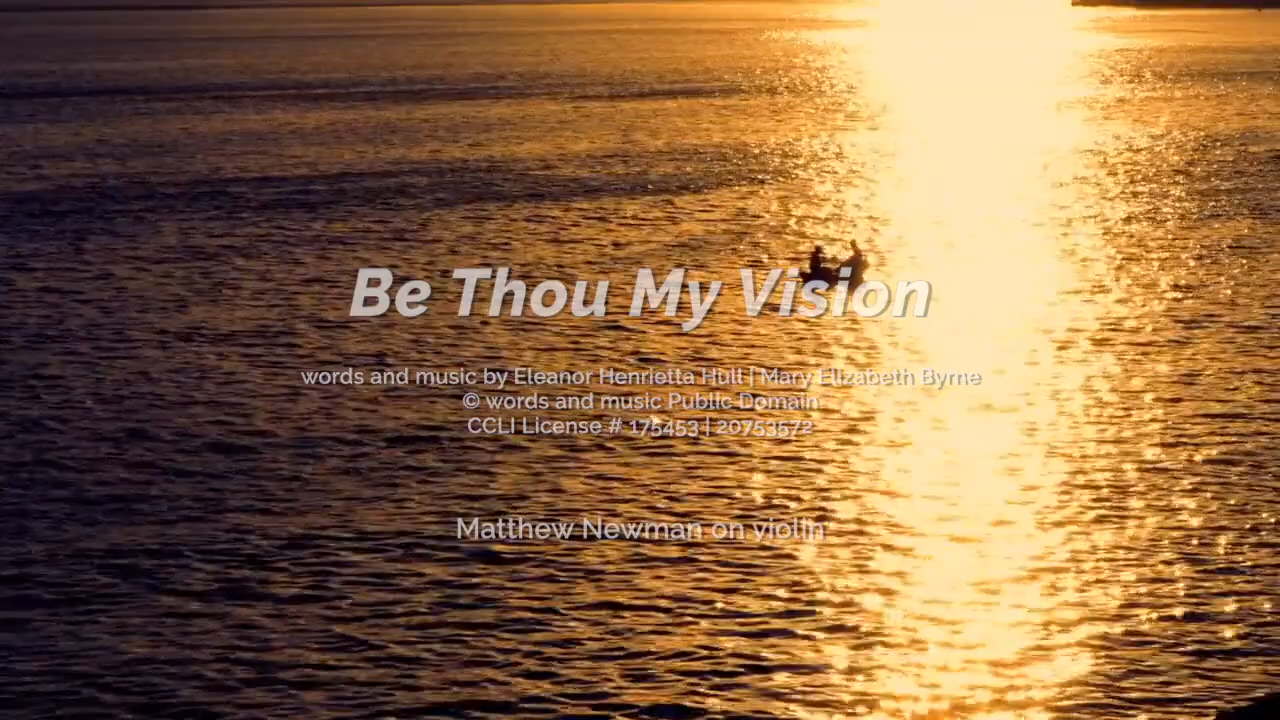 Be Thou My Vision
words and music by Eleanor Henrietta Hull | Mary Elizabeth Byrne
© words and music Public Domain
CCLI License # 175453 | 20753572
Matthew Newman on violin